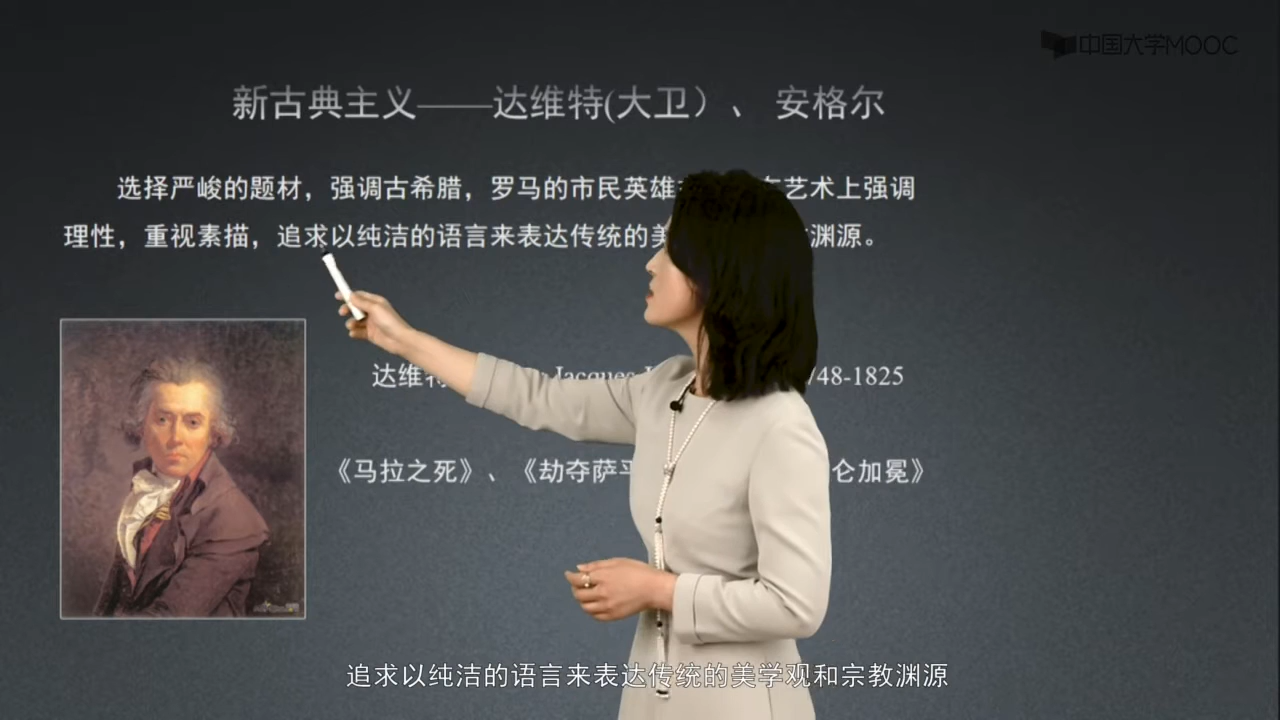 中国大学MOOC
新古典主义——达维特(大卫）、 安格尔
选择严峻的题材，强调古希腊，罗马的市民英雄 艺术上强调
理性，重视素描，追求以纯洁的语言来表达传统的美 渊源。
达维特 Jacques 748-1825
《马拉之死》、《劫夺萨平 仑加冕》
追求以纯洁的语言来表达传统的美学观和宗教渊源